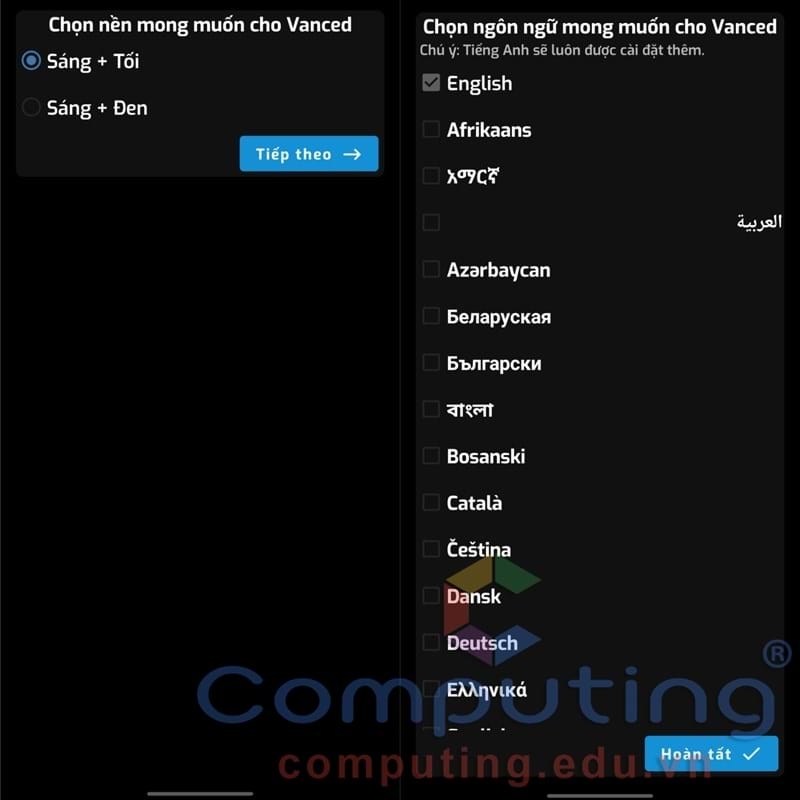 Chọn nền mong muốn cho Vanced
Sáng + Tối
Sáng + Đen
Tiếp theo
Chọn ngôn ngữ mong muốn cho Vanced
Chú ý: Tiếng Anh sẽ luôn được cài đặt thêm.
English
Afrikaans
አማርኛ
العربية
Azərbaycan
Беларуская
Български
বাংলা
Bosanski
Català
Čeština
Dansk
Deutsch
Ελληνικά
Hoàn tất
Computing®
computing.edu.vn